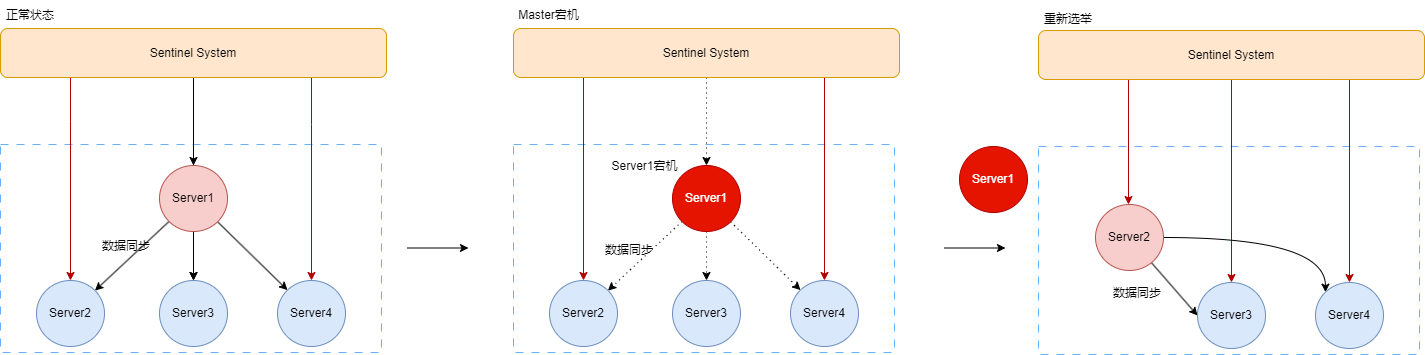 正常状态
Sentinel System
Server1
数据同步
Server2
Server3
Server4
Master宕机
Sentinel System
Server1宕机
Server1
数据同步
Server2
Server3
Server4
重新选举
Sentinel System
Server1
Server2
数据同步
Server3
Server4